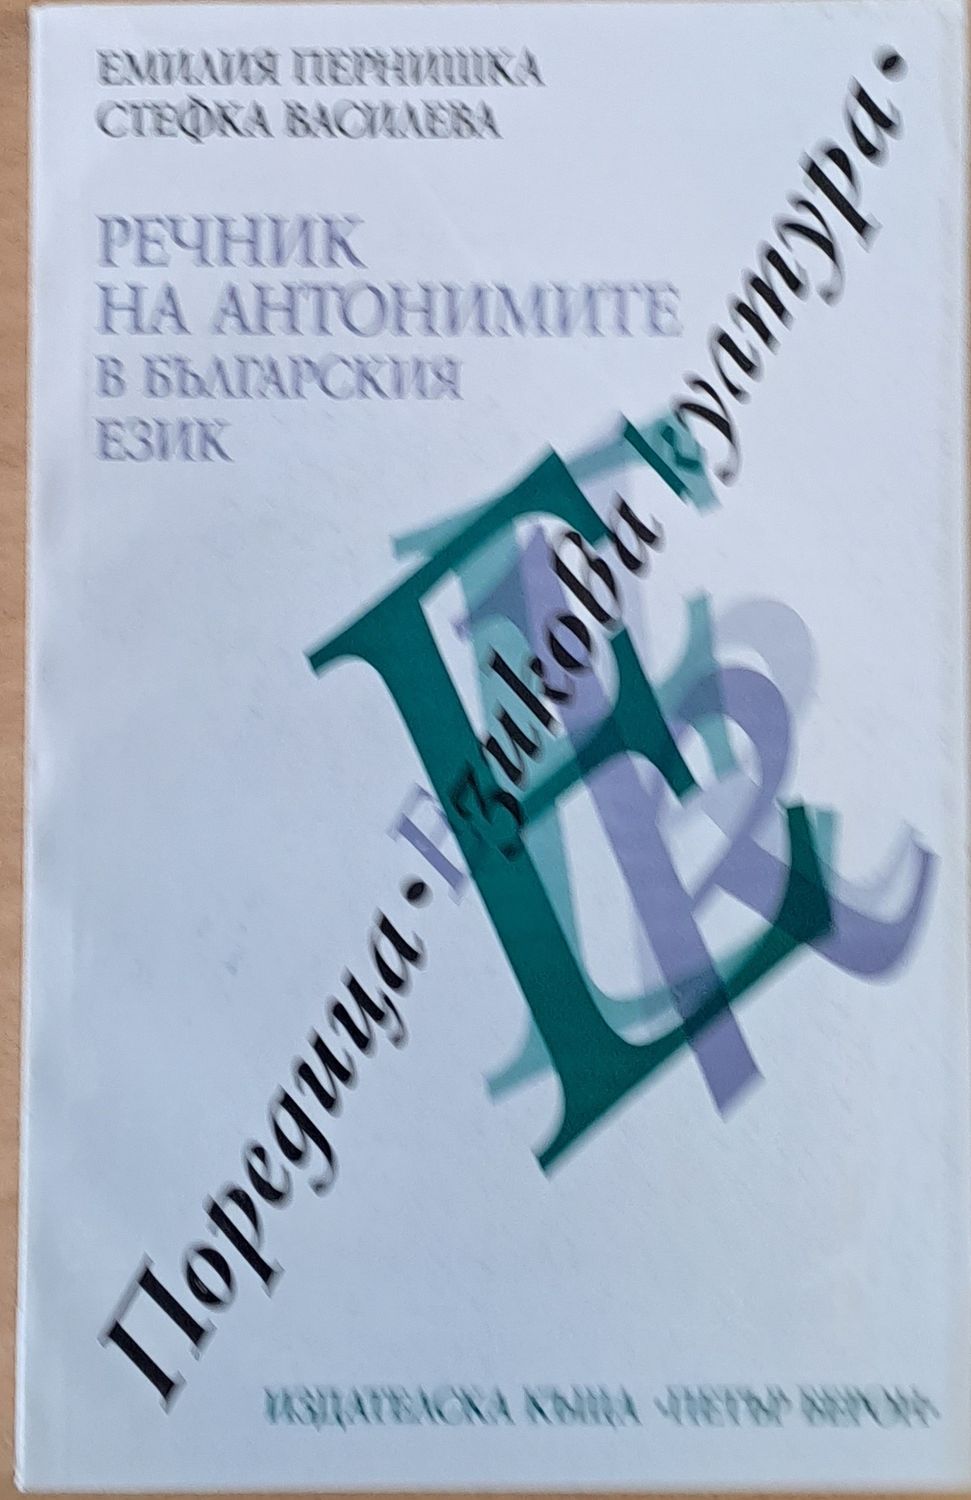 ЕМИЛИЯ ПЕРНИШКА
СТЕФКА ВАСИЛЕВА
РЕЧНИК
НА АНТОНИМИТЕ
В БЪЛГАРСКИЯ
ЕЗИК
Поредица • Езикова култура •
ИЗДАТЕЛСКА КЪЩА «ПЕТЪР БЕРОН»